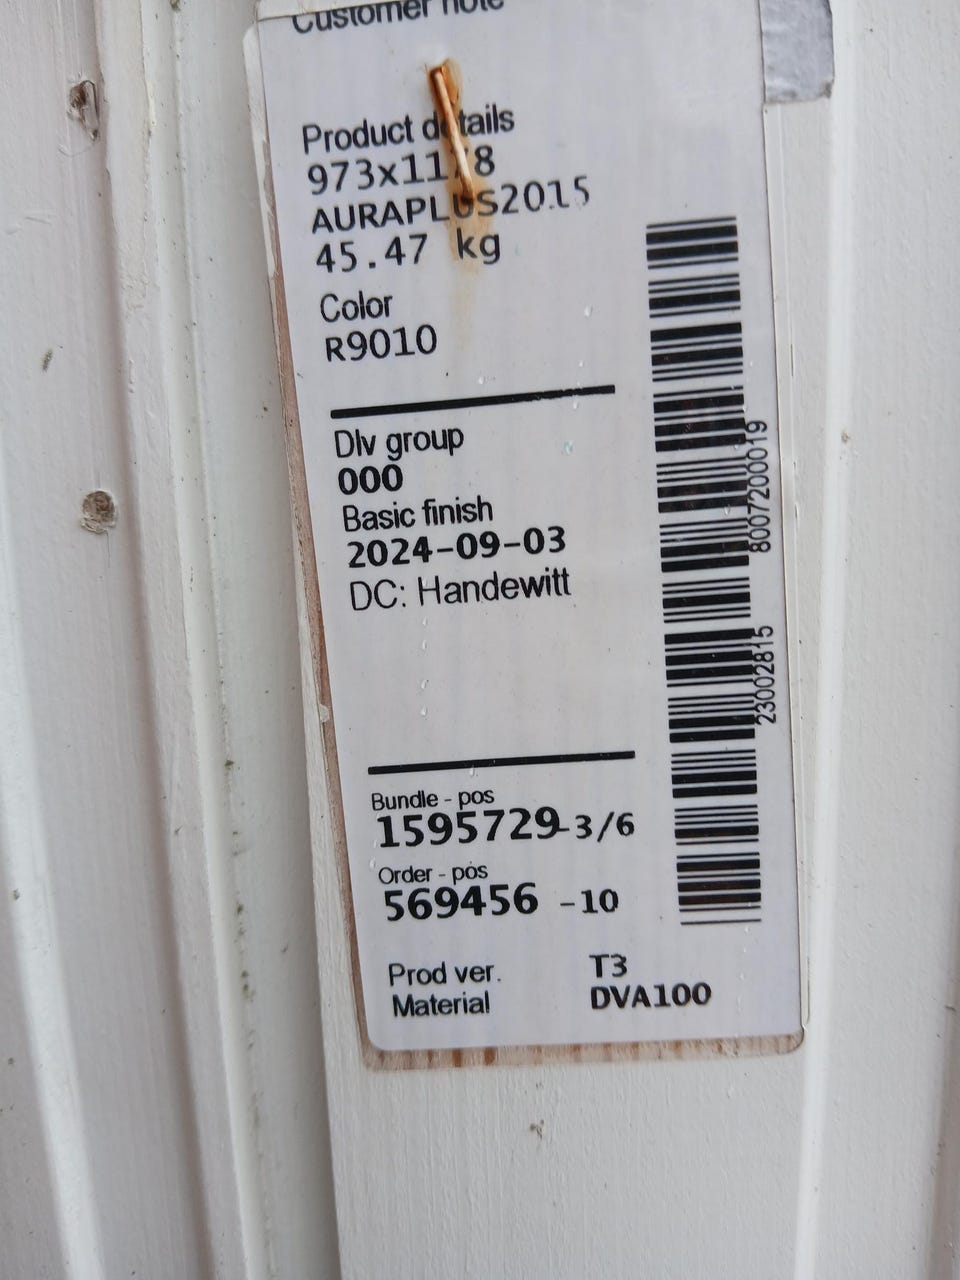 Customer note
Product details
AURAPLUS2015
45.47 kg
Color
R9010
Dlv group
000
Basic finish
2024-09-03
DC: Handewitt
Bundle - pos
1595729-3/6
Order - pos
569456 -10
Prod ver. T3
Material DVA100
8007200019
23002815